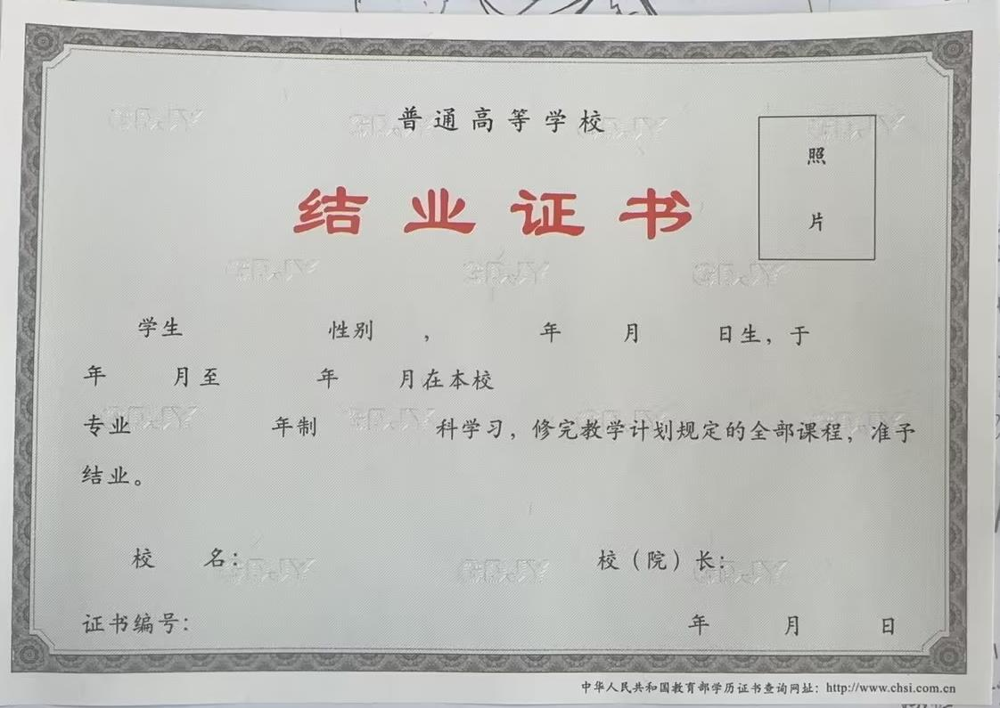 普通高等学校
照
片
结业证书
学生 性别 , 年 月 日生，于
年 月至 年 月在本校
专业 年制 科学习，修完教学计划规定的全部课程，准予
结业。
校 名： 校（院）长：
证书编号： 年 月 日
中华人民共和国教育部学历证书查询网址：http://www.chsi.com.cn